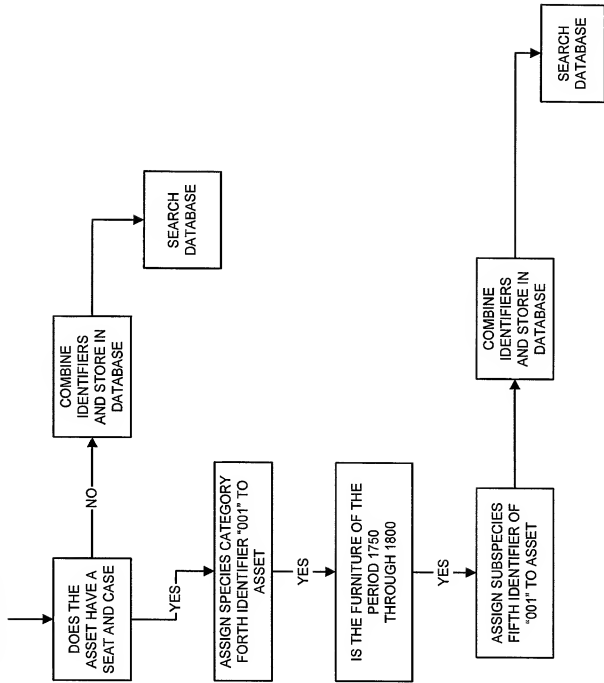 DOES THE
ASSET HAVE A
SEAT AND CASE
NO
COMBINE
IDENTIFIERS
AND STORE IN
DATABASE
SEARCH
DATABASE
YES
ASSIGN SPECIES CATEGORY
FORTH IDENTIFIER "001" TO
ASSET
YES
IS THE FURNITURE OF THE
PERIOD 1750
THROUGH 1800
YES
ASSIGN SUBSPECIES
FIFTH IDENTIFIER OF
"001" TO ASSET
COMBINE
IDENTIFIERS
AND STORE IN
DATABASE
SEARCH
DATABASE